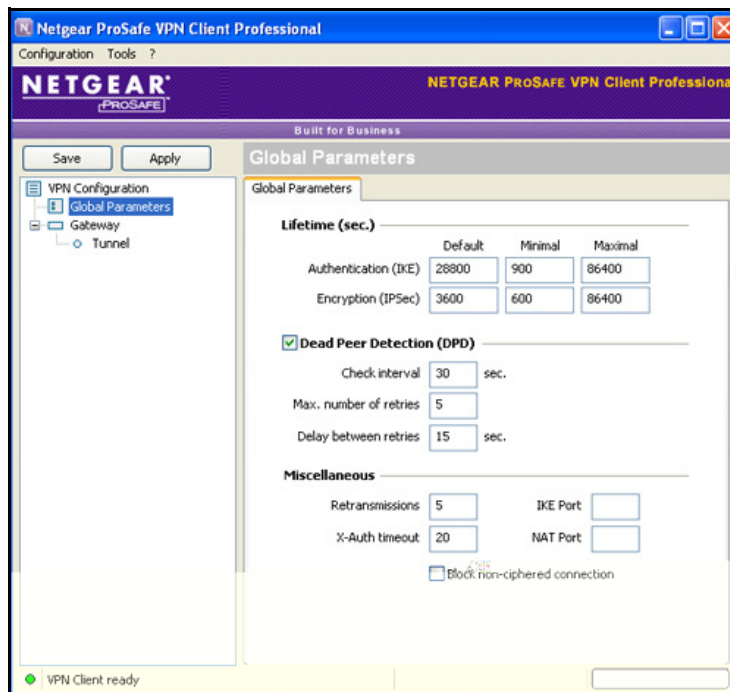 Netgear ProSafe VPN Client Professional
Configuration Tools ?
NETGEAR
PROSAFE
NETGEAR PROSAFE VPN Client Professiona
Built for Business
Save Apply
Global Parameters
VPN Configuration
Global Parameters
Gateway
Tunnel
Global Parameters
Lifetime (sec.)
Default Minimal Maximal
Authentication (IKE) 28800 900 86400
Encryption (IPSec) 3600 600 86400
Dead Peer Detection (DPD)
Check interval 30 sec.
Max. number of retries 5
Delay between retries 15 sec.
Miscellaneous
Retransmissions 5 IKE Port
X-Auth timeout 20 NAT Port
Block non-ciphered connection
VPN Client ready